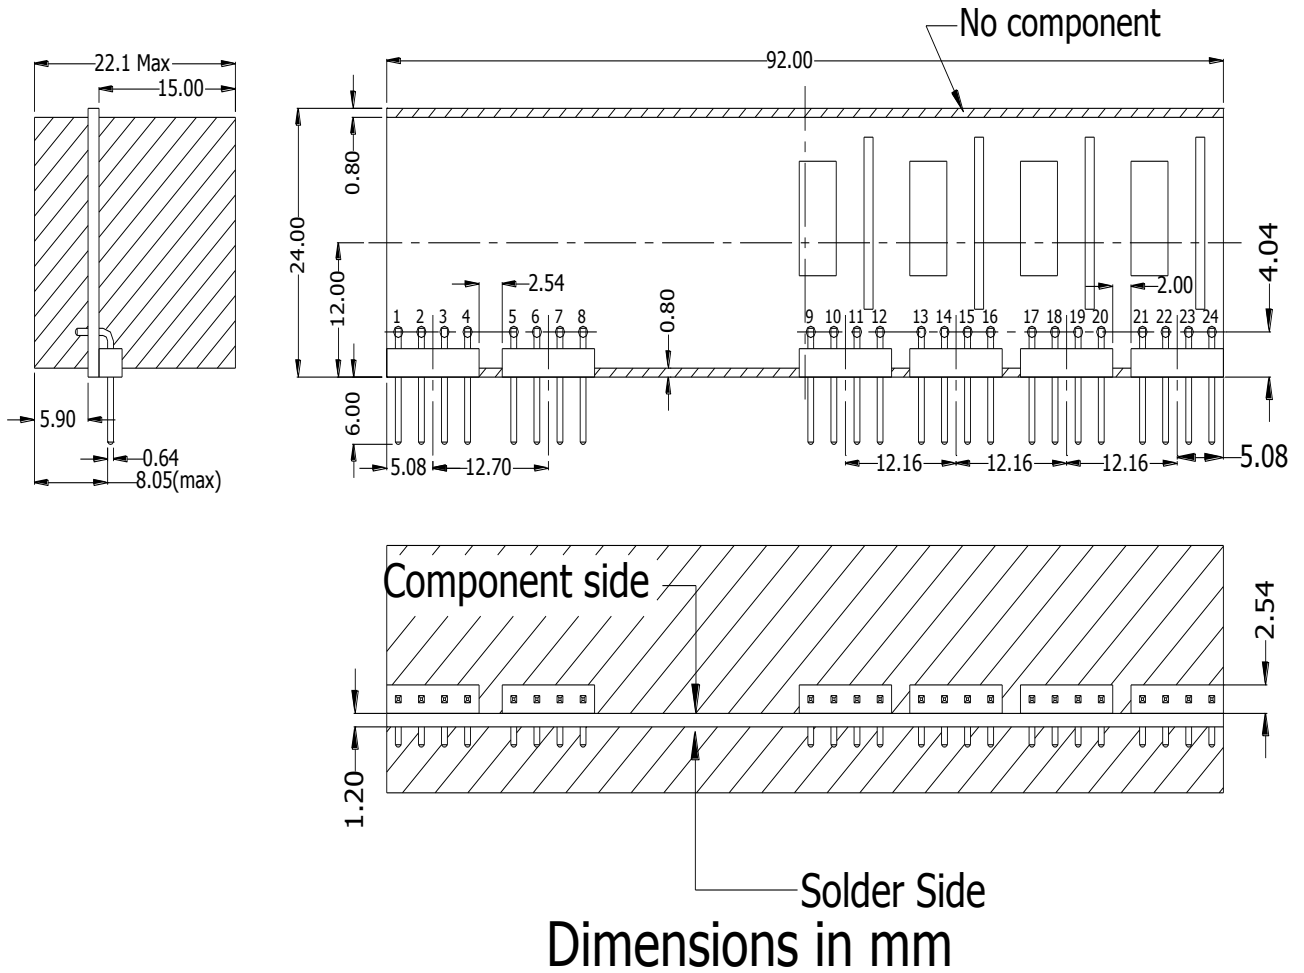 No component
22.1 Max
92.00
15.00
0.80
24.00
12.00
4.04
2.54
2.00
0.80
1 2 3 4 5 6 7 8 9 10 11 12 13 14 15 16 17 18 19 20 21 22 23 24
6.00
5.90
0.64
8.05(max)
5.08
12.70
12.16
12.16
12.16
5.08
Component side
2.54
1.20
Solder Side
Dimensions in mm